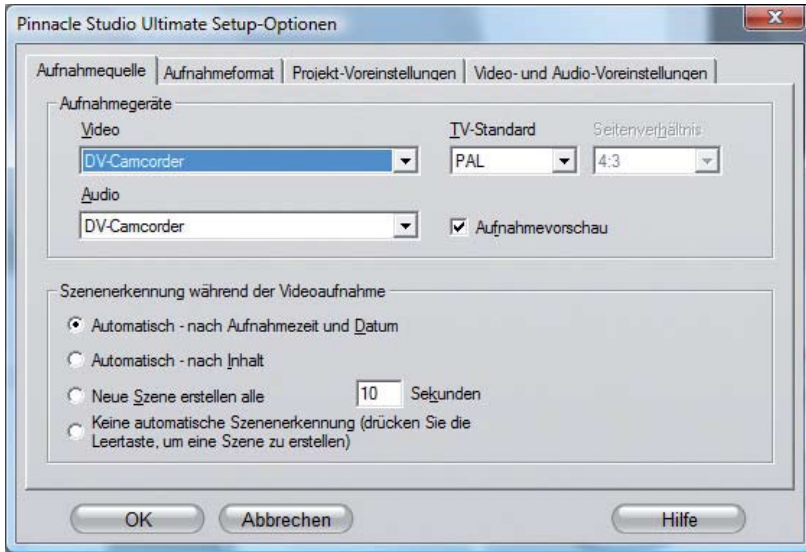 Pinnacle Studio Ultimate Setup-Optionen
Aufnahmequelle
Aufnahmeformat
Projekt-Voreinstellungen
Video- und Audio-Voreinstellungen
Aufnahmegeräte
Video
TV-Standard
Seitenverhältnis
DV-Camcorder
PAL
4:3
Audio
DV-Camcorder
Aufnahmevorschau
Szenenerkennung während der Videoaufnahme
Automatisch - nach Aufnahmezeit und Datum
Automatisch - nach Inhalt
Neue Szene erstellen alle
10
Sekunden
Keine automatische Szenenerkennung (drücken Sie die
Leertaste, um eine Szene zu erstellen)
OK
Abbrechen
Hilfe